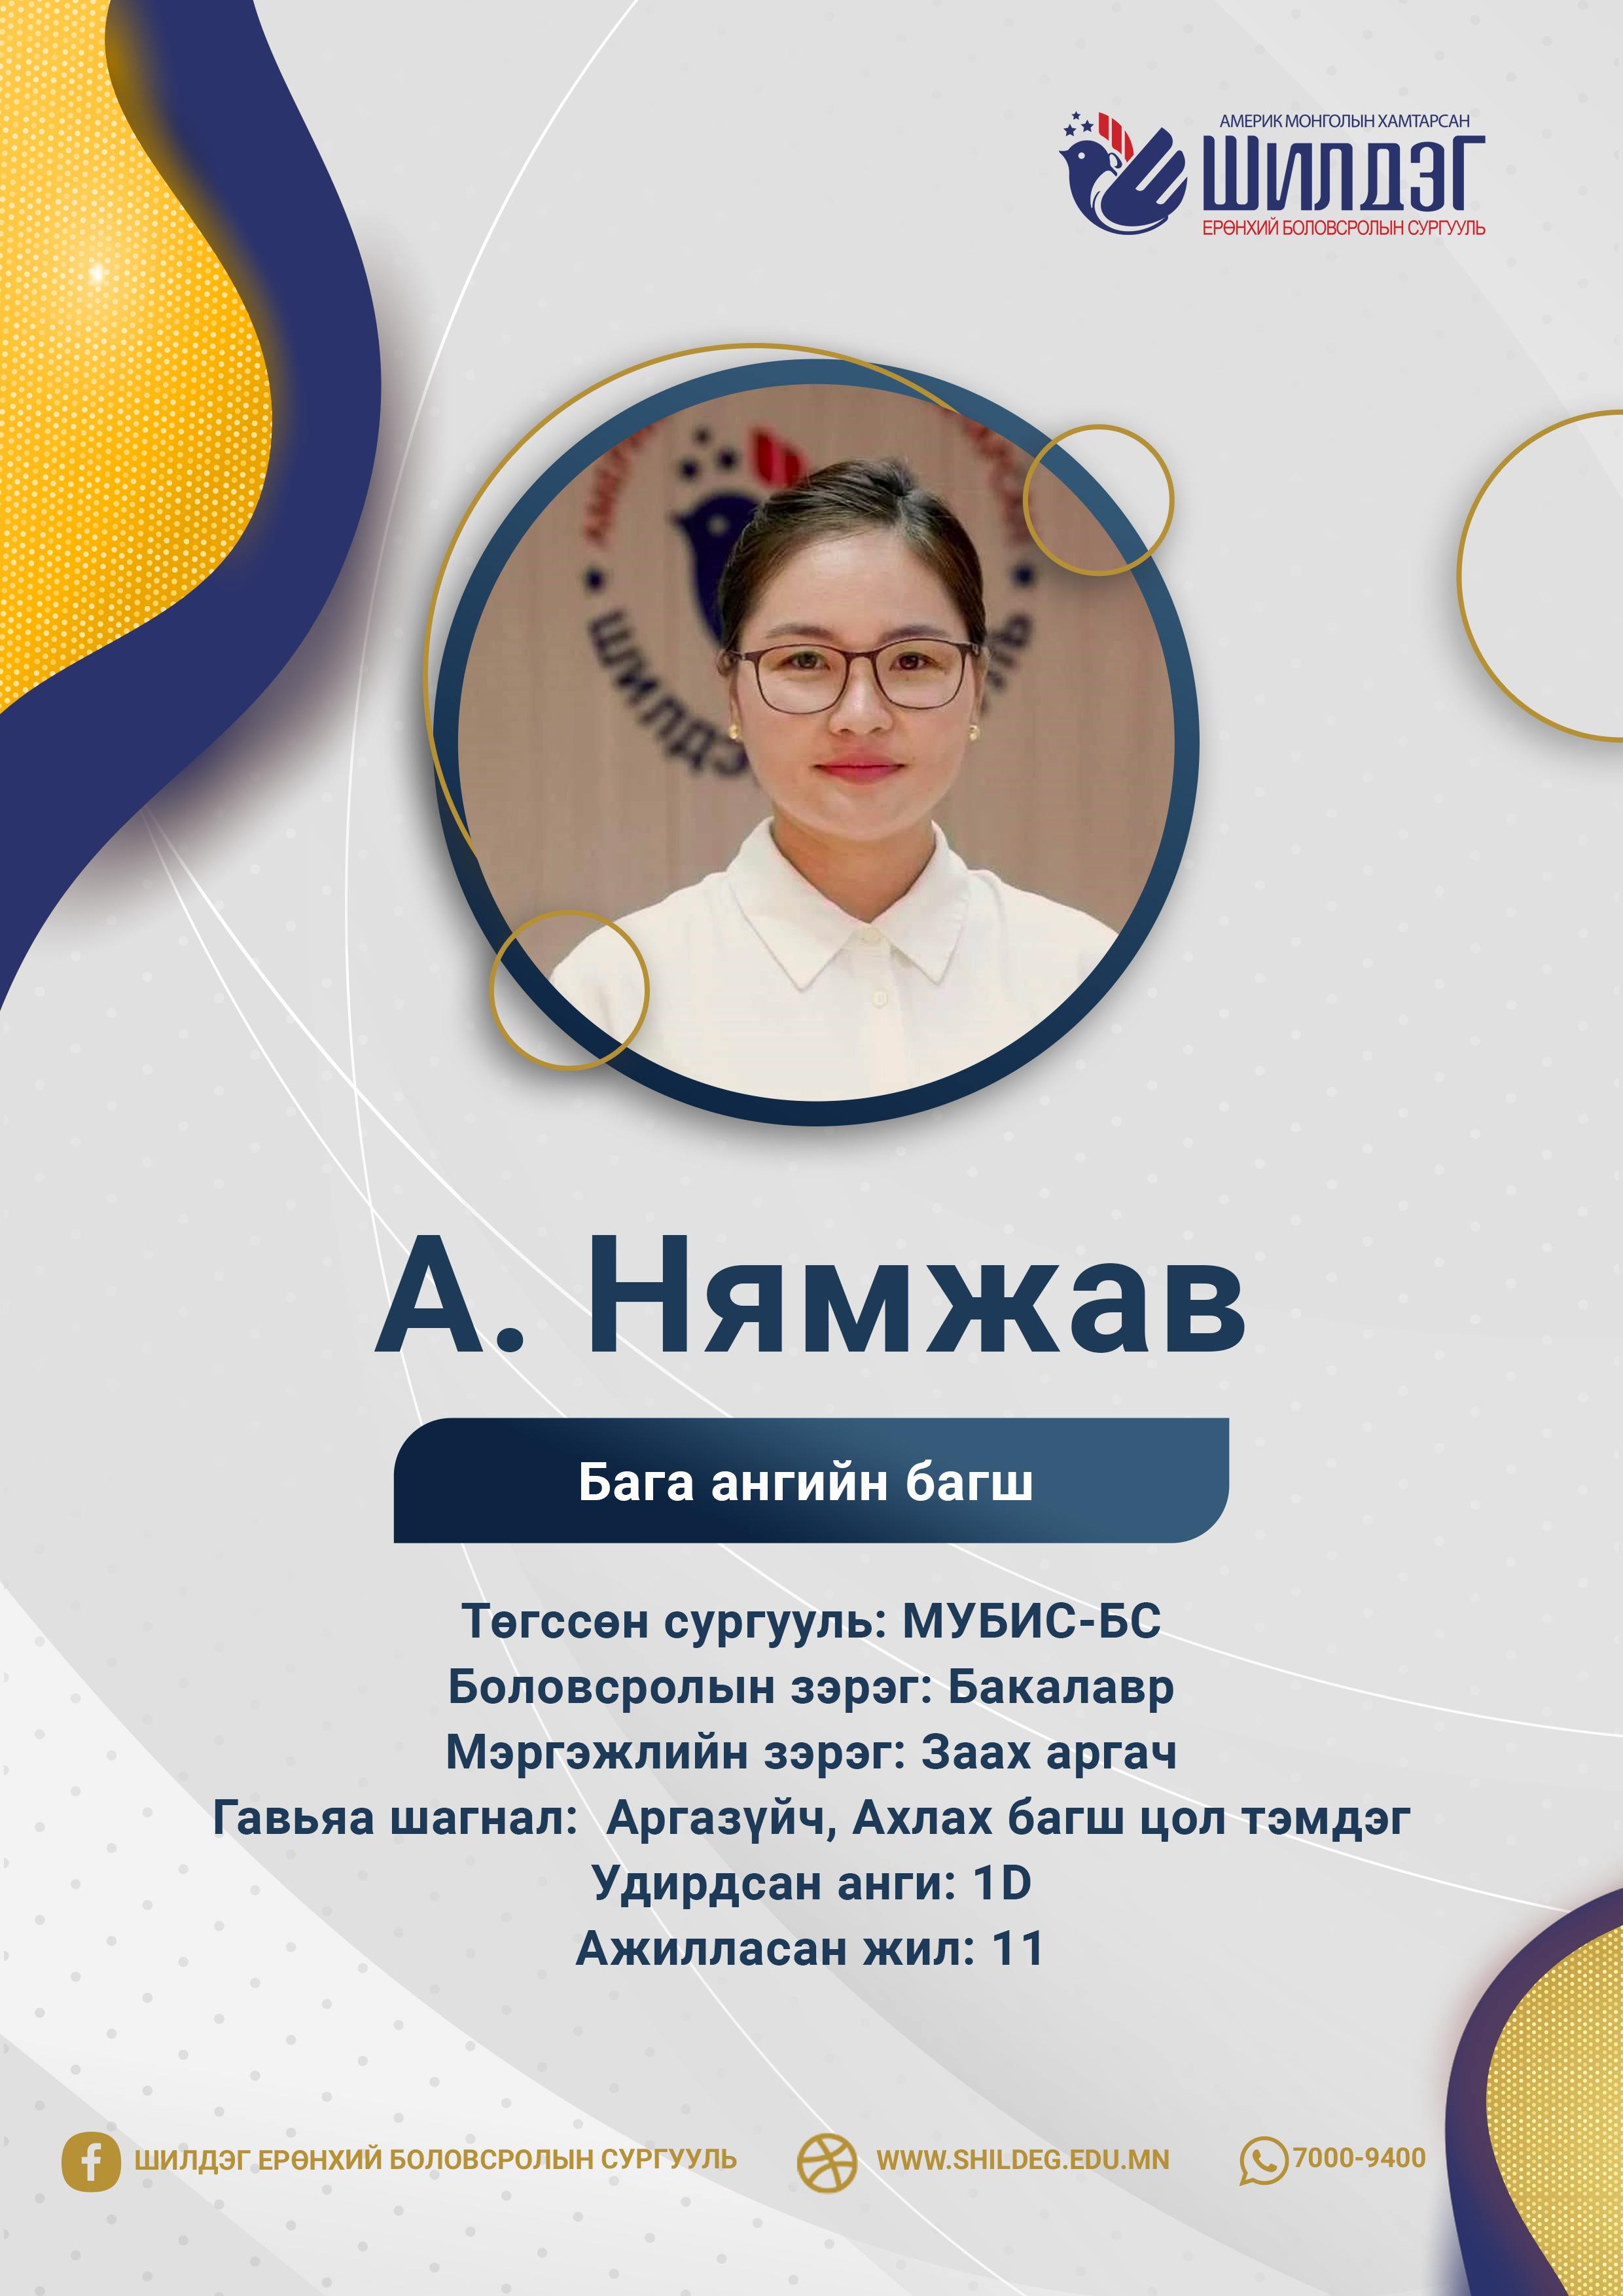 АМЕРИК МОНГОЛЫН ХАМТАРСАН
ШИЛДЭГ
ЕРӨНХИЙ БОЛОВСРОЛЫН СУРГУУЛЬ
ШИЛДЭ
А. Нямжав
Бага ангийн багш
Төгссөн сургууль: МУБИС-БС
Боловсролын зэрэг: Бакалавр
Мэргэжлийн зэрэг: Заах аргач
Гавьяа шагнал: Аргазүйч, Ахлах багш цол тэмдэг
Удирдсан анги: 1D
Ажилласан жил: 11
ШИЛДЭГ ЕРӨНХИЙ БОЛОВСРОЛЫН СУРГУУЛЬ
WWW.SHILDEG.EDU.MN
7000-9400